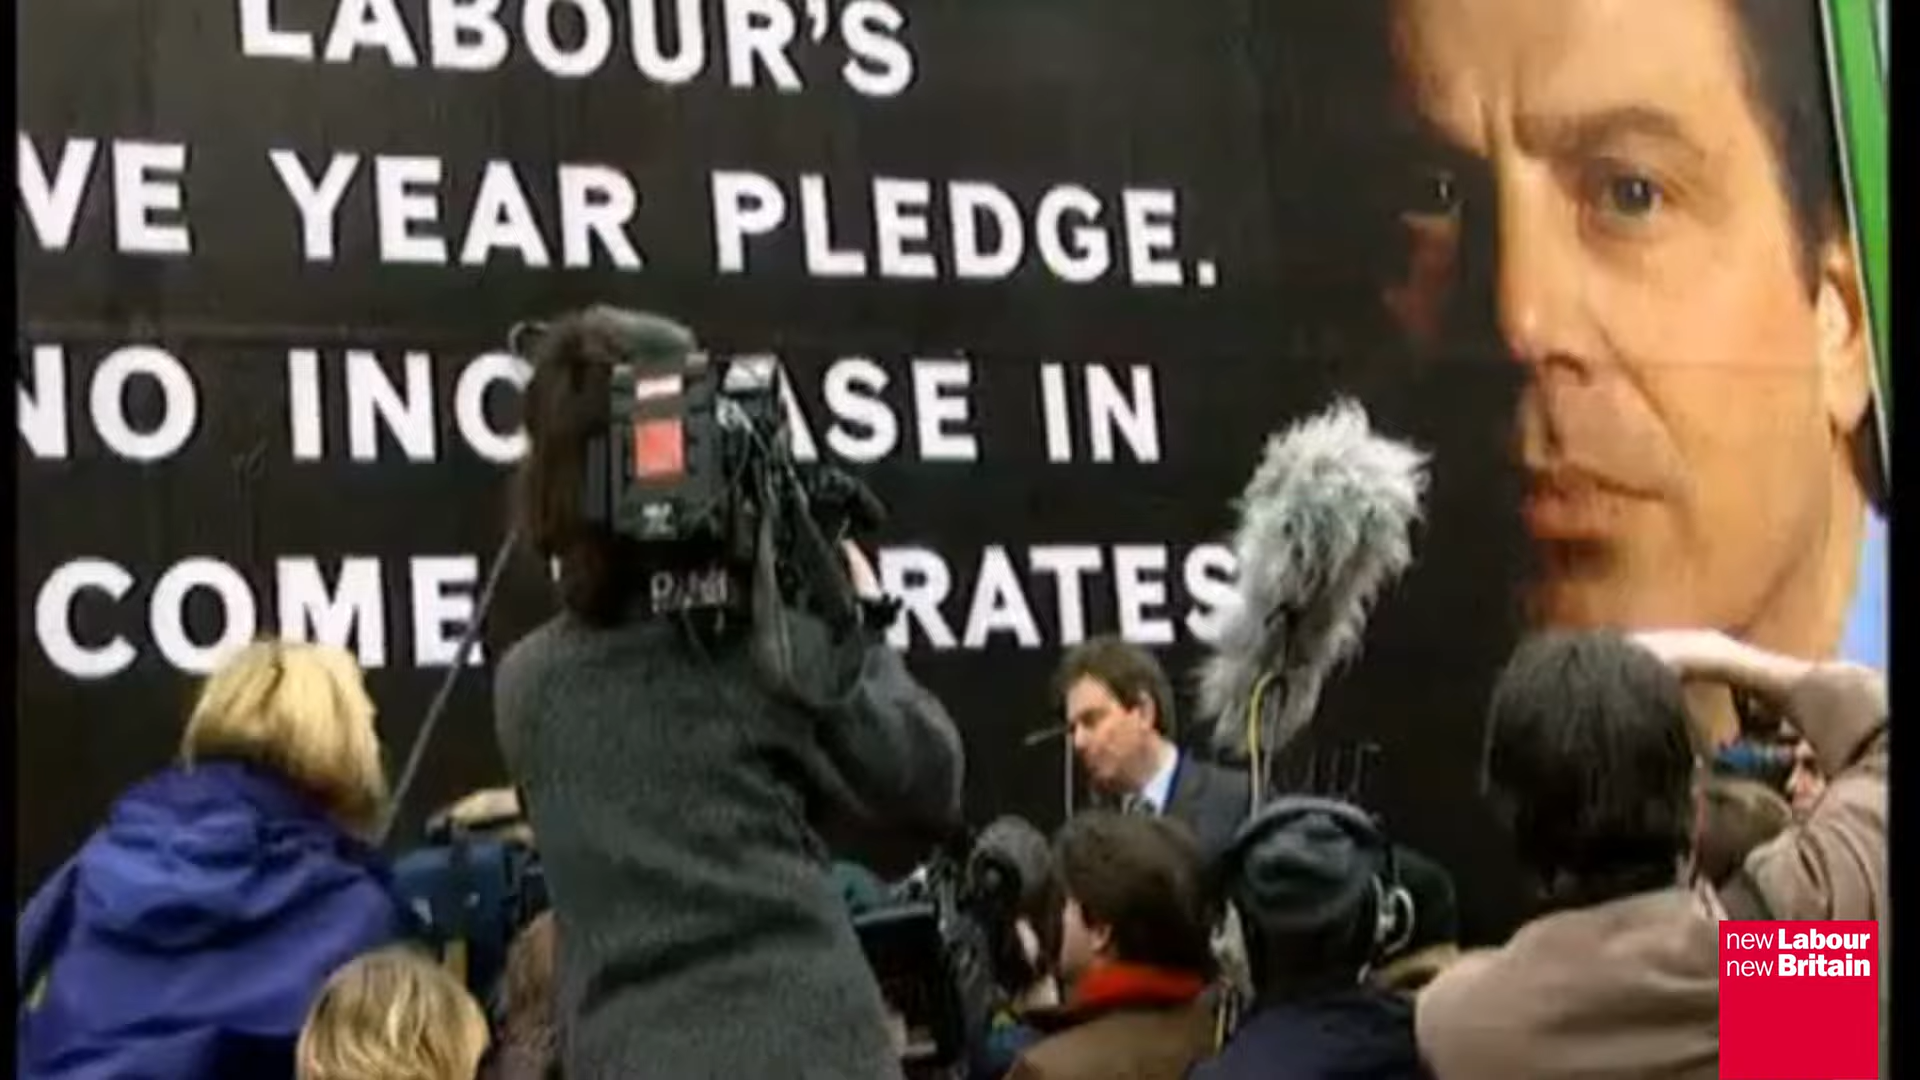 LABOUR'S
VE YEAR PLEDGE.
NO INC ASE IN
COME RATES
new Labour
new Britain